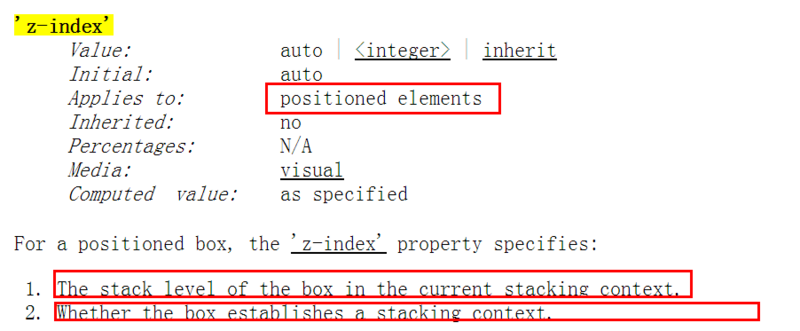 'z-index'
Value: auto | <integer> | inherit
Initial: auto
Applies to: positioned elements
Inherited: no
Percentages: N/A
Media: visual
Computed value: as specified
For a positioned box, the 'z-index' property specifies:
1. The stack level of the box in the current stacking context.
2. Whether the box establishes a stacking context.